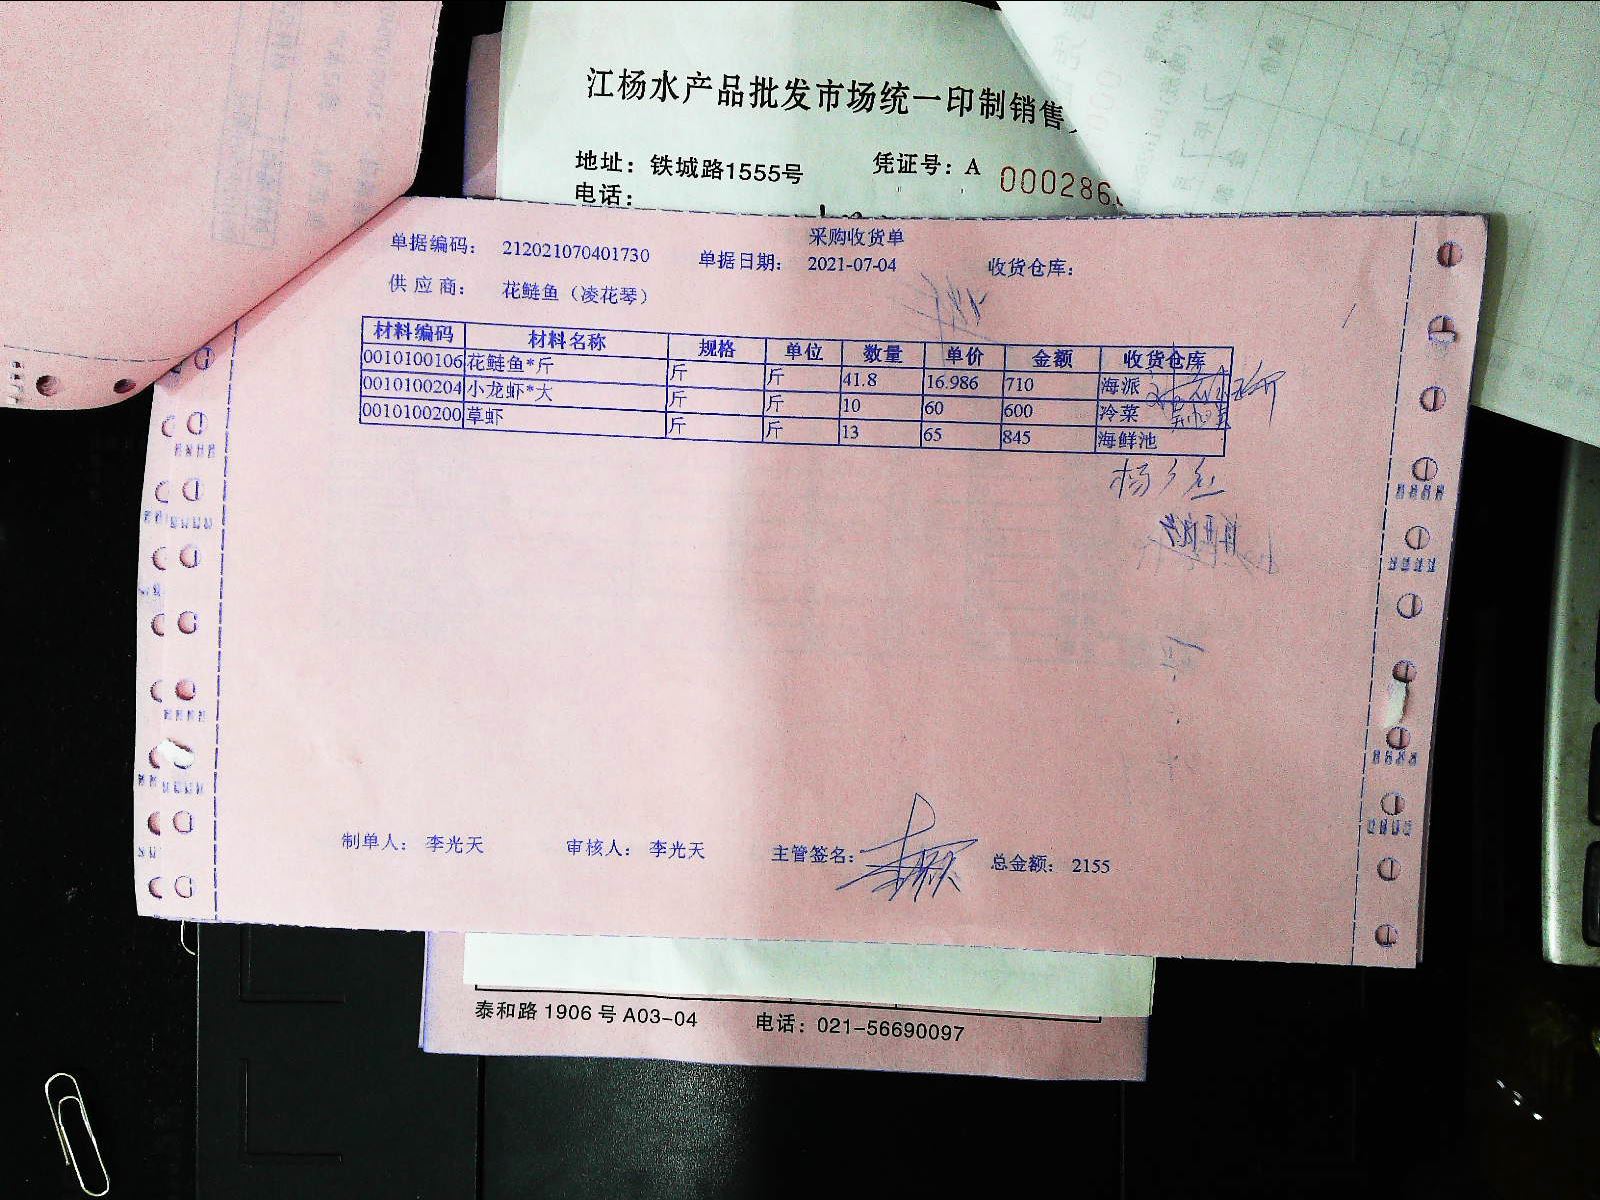 江杨水产品批发市场统一印制销售
地址：铁城路1555号 凭证号：A 000286
电话：
采购收货单
单据编码： 212021070401730 单据日期： 2021-07-04 收货仓库：
供应商： 花鲢鱼（凌花琴）
材料编码 材料名称 规格 单位 数量 单价 金额 收货仓库
0010100106 花鲢鱼*斤 斤 斤 41.8 16.986 710 海派
0010100204 小龙虾*大 斤 斤 10 60 600 冷菜
0010100200 草虾 斤 斤 13 65 845 海鲜池
制单人： 李光天 审核人： 李光天 主管签名： 总金额： 2155
泰和路 1906 号 A03-04 电话：021-56690097